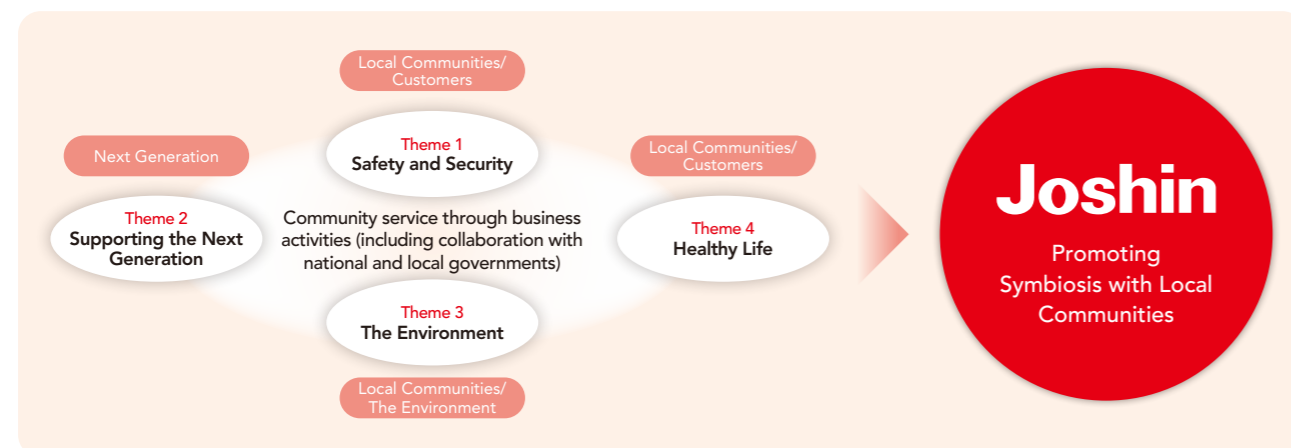 Local Communities/
Customers
Theme 1
Safety and Security
Next Generation
Theme 2
Supporting the Next
Generation
Community service through business
activities (including collaboration with
national and local governments)
Local Communities/
Customers
Theme 4
Healthy Life
Theme 3
The Environment
Local Communities/
The Environment
Joshin
Promoting
Symbiosis with Local
Communities